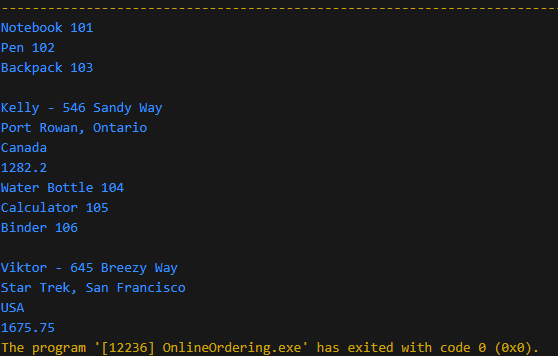 Notebook 101
Pen 102
Backpack 103
Kelly - 546 Sandy Way
Port Rowan, Ontario
Canada
1282.2
Water Bottle 104
Calculator 105
Binder 106
Viktor - 645 Breezy Way
Star Trek, San Francisco
USA
1675.75
The program '[12236] OnlineOrdering.exe' has exited with code 0 (0x0).